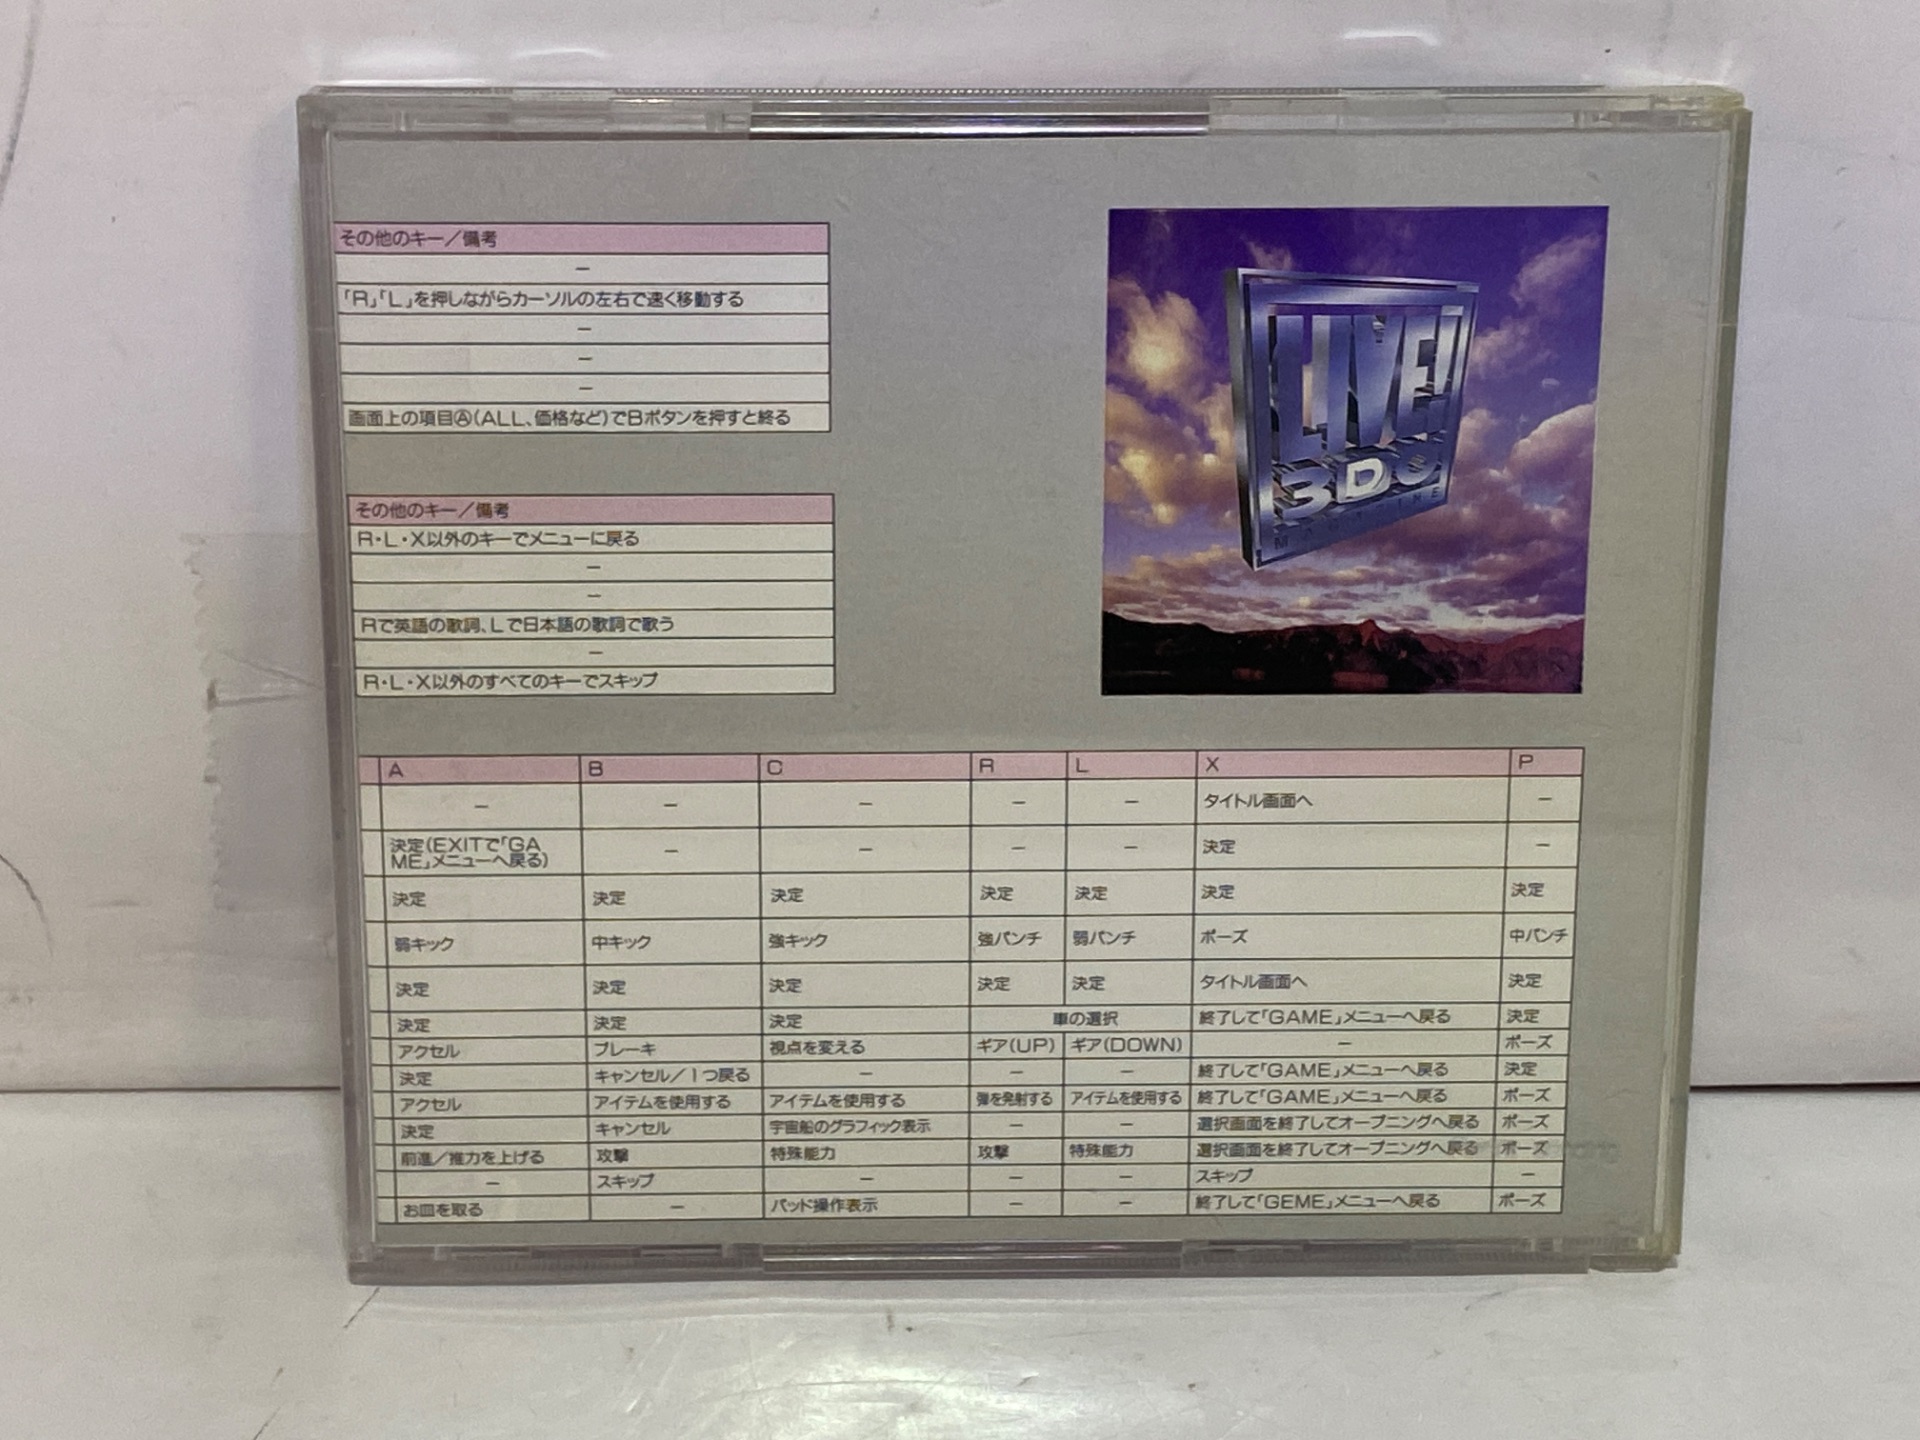 その他のキー／備考
－
「R」「L」を押しながらカーソルの左右で速く移動する
－
－
－
画面上の項目Ⓐ(ALL、価格など)でBボタンを押すと終る
その他のキー／備考
R・L・X以外のキーでメニューに戻る
－
－
Rで英語の歌詞、Lで日本語の歌詞で歌う
－
R・L・X以外のすべてのキーでスキップ
LIVE!
3DO
A B C R L X P
－ － － － － タイトル画面へ －
決定(EXITで「GA
ME」メニューへ戻る) － － － － 決定 －
決定 決定 決定 決定 決定 決定 決定
弱キック 中キック 強キック 強パンチ 弱パンチ ポーズ 中パンチ
決定 決定 決定 決定 決定 タイトル画面へ 決定
決定 決定 決定 車の選択 終了して「GAME」メニューへ戻る 決定
アクセル ブレーキ 視点を変える ギア(UP) ギア(DOWN) － ポーズ
決定 キャンセル／1つ戻る － － － 終了して「GAME」メニューへ戻る 決定
アクセル アイテムを使用する アイテムを使用する 弾を発射する アイテムを使用する 終了して「GAME」メニューへ戻る ポーズ
決定 キャンセル 宇宙船のグラフィック表示 － － 選択画面を終了してオープニングへ戻る ポーズ
前進／推力を上げる 攻撃 特殊能力 攻撃 特殊能力 選択画面を終了してオープニングへ戻る ポーズ
－ スキップ － － － スキップ －
お皿を取る － パッド操作表示 － － 終了して「GEME」メニューへ戻る ポーズ